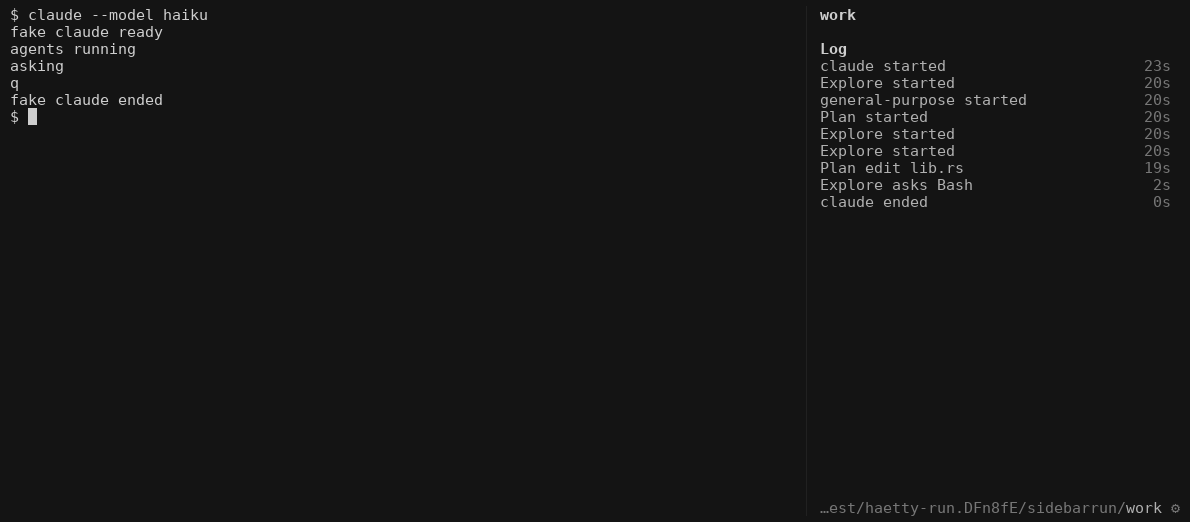 $ claude --model haiku
fake claude ready
agents running
asking
q
fake claude ended
$
work
Log
claude started 23s
Explore started 20s
general-purpose started 20s
Plan started 20s
Explore started 20s
Explore started 20s
Plan edit lib.rs 19s
Explore asks Bash 2s
claude ended 0s
…est/haetty-run.DFn8fE/sidebarrun/work ⚙